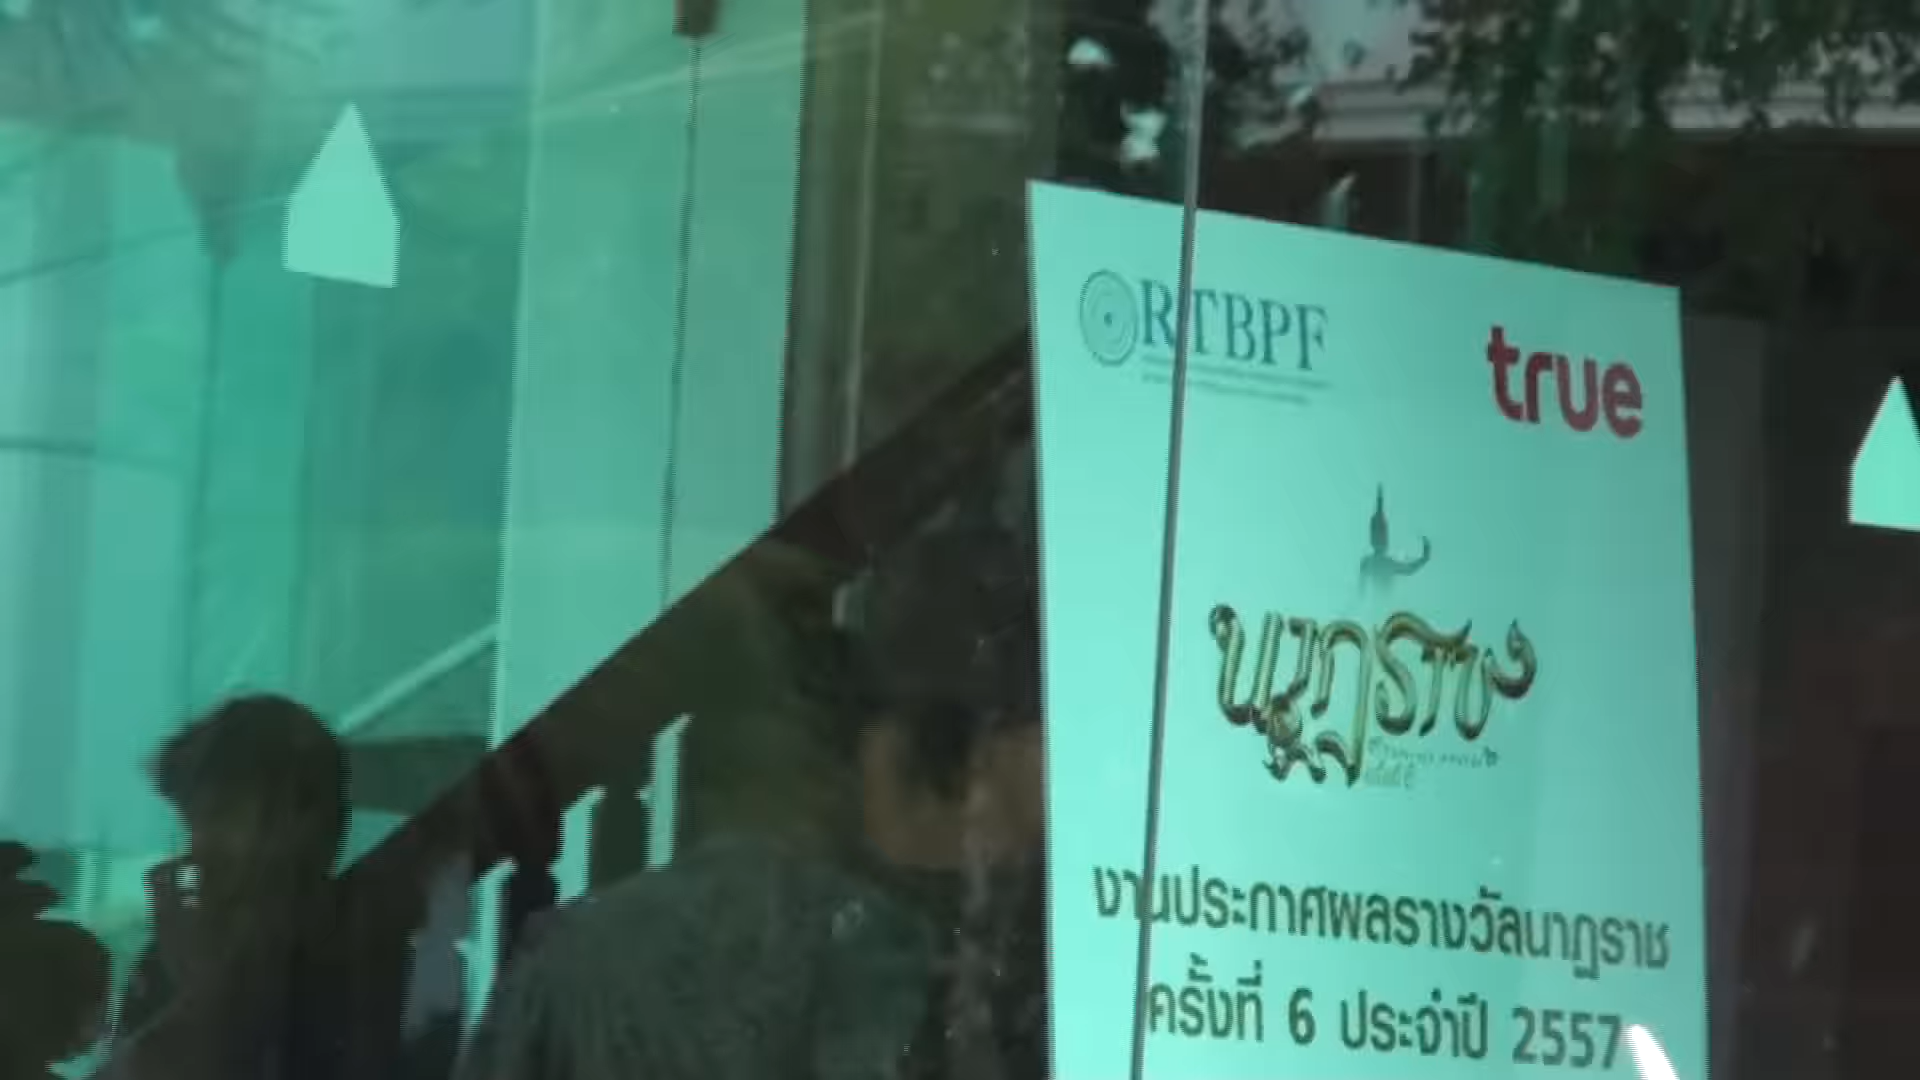 RTBPF
true
นาฏราช
งานประกาศผลรางวัลนาฏราช
ครั้งที่ 6 ประจำปี 2557